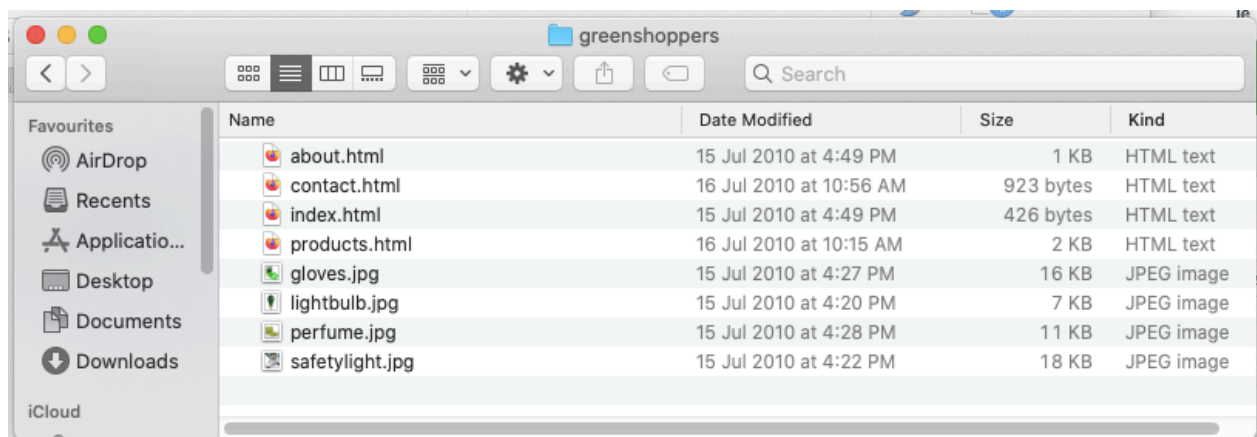 greenshoppers
Search
Favourites
AirDrop
Recents
Applicatio...
Desktop
Documents
Downloads
iCloud
Name Date Modified Size Kind
about.html 15 Jul 2010 at 4:49 PM 1 KB HTML text
contact.html 16 Jul 2010 at 10:56 AM 923 bytes HTML text
index.html 15 Jul 2010 at 4:49 PM 426 bytes HTML text
products.html 16 Jul 2010 at 10:15 AM 2 KB HTML text
gloves.jpg 15 Jul 2010 at 4:27 PM 16 KB JPEG image
lightbulb.jpg 15 Jul 2010 at 4:20 PM 7 KB JPEG image
perfume.jpg 15 Jul 2010 at 4:28 PM 11 KB JPEG image
safetylight.jpg 15 Jul 2010 at 4:22 PM 18 KB JPEG image